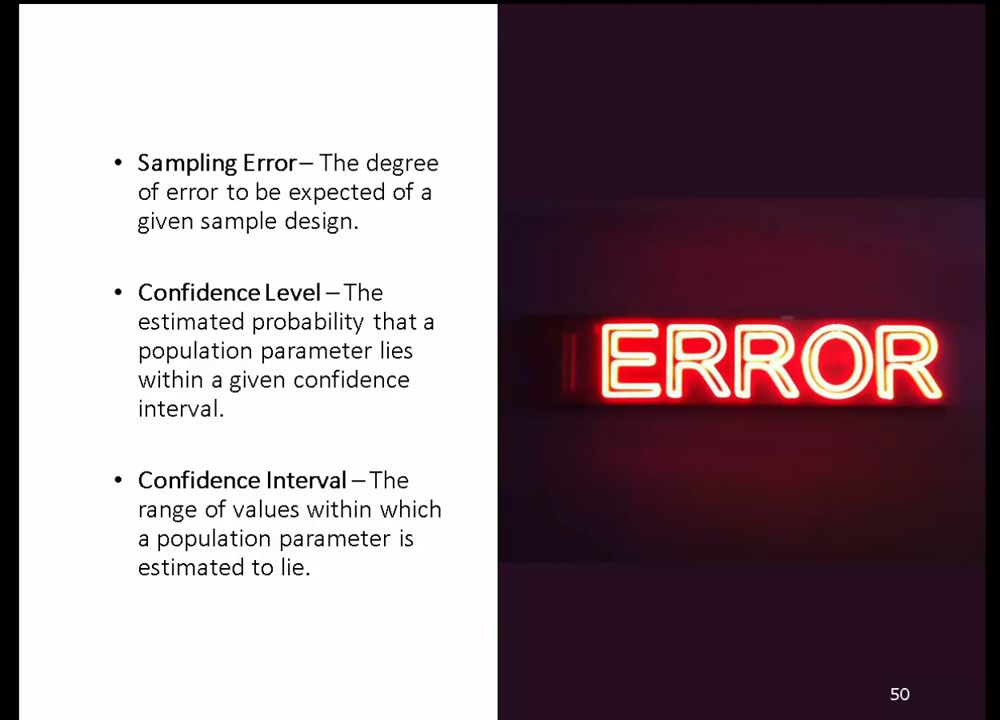 • Sampling Error– The degree
of error to be expected of a
given sample design.
• Confidence Level – The
estimated probability that a
population parameter lies
within a given confidence
interval.
• Confidence Interval – The
range of values within which
a population parameter is
estimated to lie.
ERROR
50